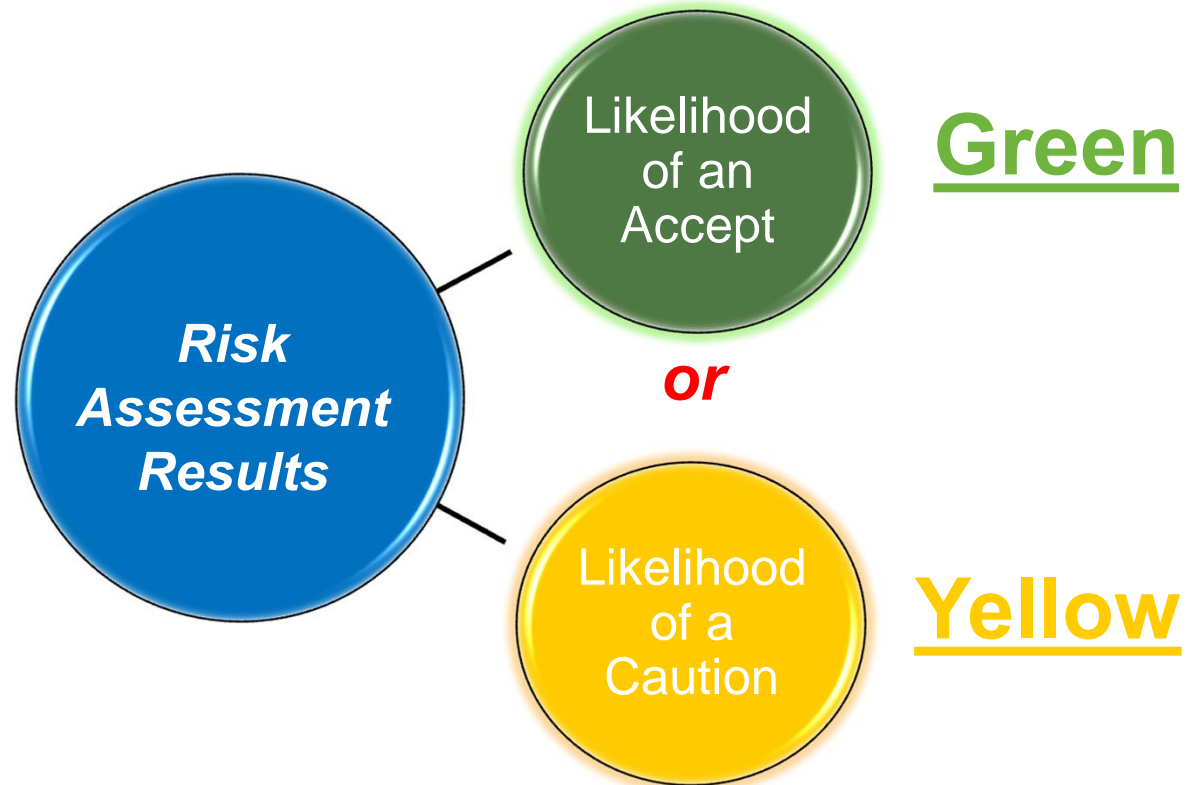 Risk
Assessment
Results
Likelihood
of an
Accept
Green
or
Likelihood
of a
Caution
Yellow